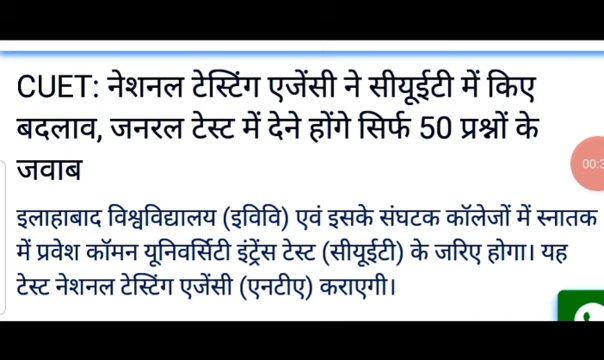 CUET: नेशनल टेस्टिंग एजेंसी ने सीयूईटी में किए
बदलाव, जनरल टेस्ट में देने होंगे सिर्फ 50 प्रश्नों के
जवाब
इलाहाबाद विश्वविद्यालय (इविवि) एवं इसके संघटक कॉलेजों में स्नातक
में प्रवेश कॉमन यूनिवर्सिटी इंट्रेंस टेस्ट (सीयूईटी) के जरिए होगा। यह
टेस्ट नेशनल टेस्टिंग एजेंसी (एनटीए) कराएगी।